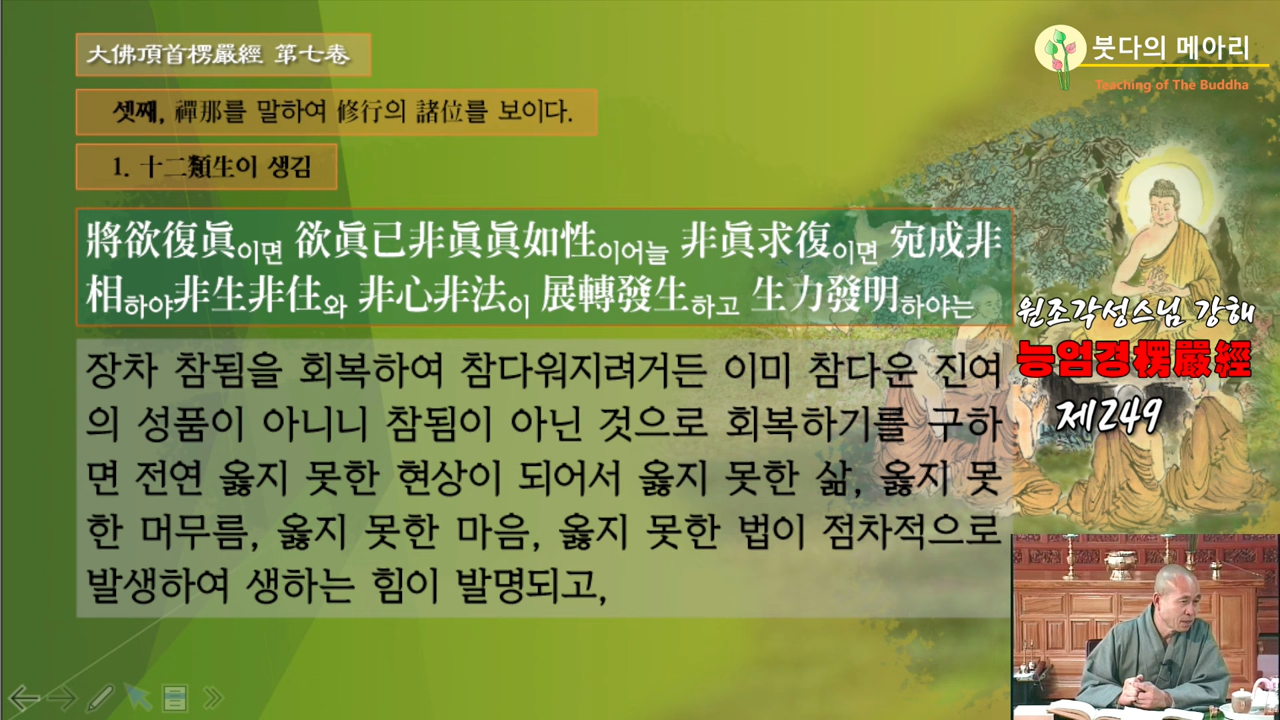 大佛頂首楞嚴經 第七卷
셋째, 禪那를 말하여 修行의 諸位를 보이다.
1. 十二類生이 생김
將欲復眞이면 欲眞已非眞眞如性이어늘 非眞求復이면 宛成非
相하야非生非住와 非心非法이 展轉發生하고 生力發明하야는
장차 참됨을 회복하여 참다워지려거든 이미 참다운 진여
의 성품이 아니니 참됨이 아닌 것으로 회복하기를 구하
면 전연 옳지 못한 현상이 되어서 옳지 못한 삶, 옳지 못
한 머무름, 옳지 못한 마음, 옳지 못한 법이 점차적으로
발생하여 생하는 힘이 발명되고,
붓다의 메아리
Teaching of The Buddha
원조각성스님 강해
능엄경楞嚴經
제249